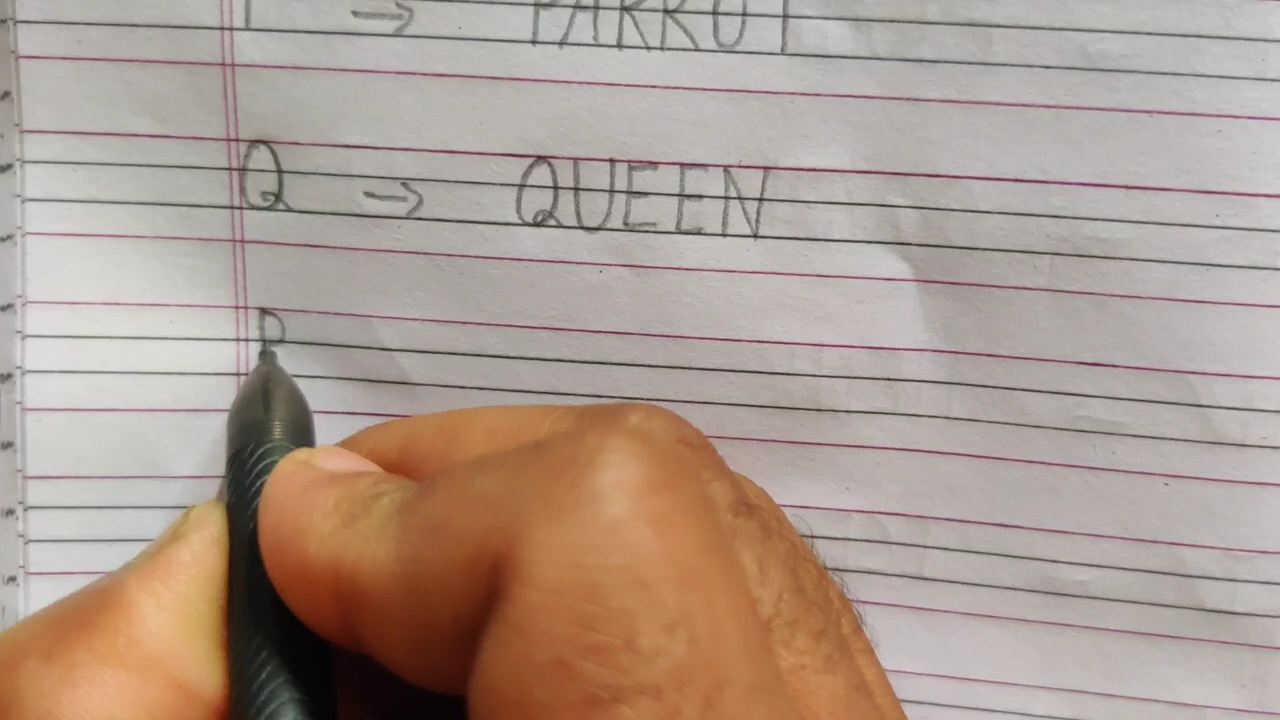 P → PARROT
Q → QUEEN